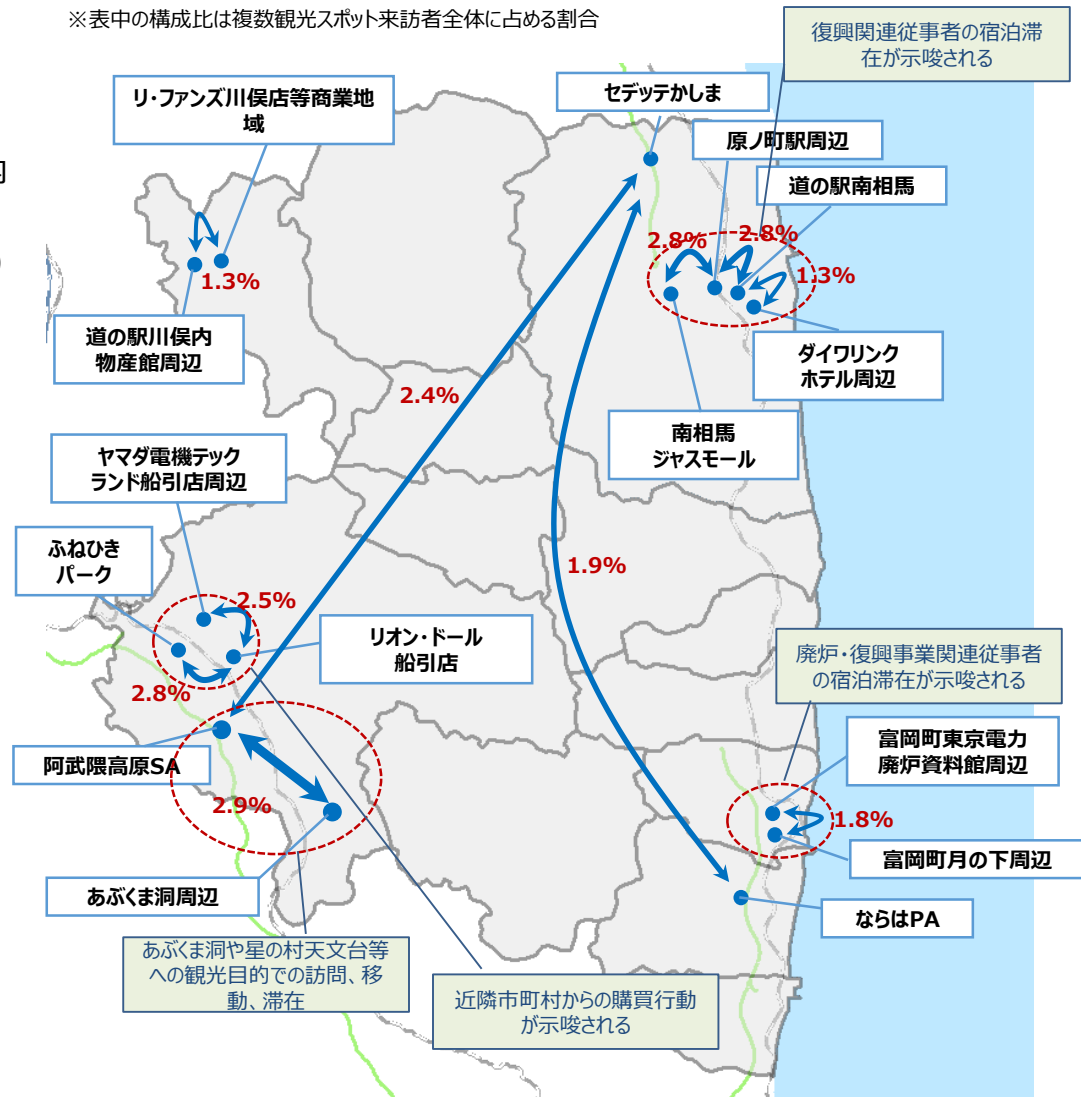 ※表中の構成比は複数観光スポット来訪者全体に占める割合
復興関連従事者の宿泊滞
在が示唆される
リ・ファンズ川俣店等商業地
域
セデッテかしま
原ノ町駅周辺
道の駅南相馬
2.8%
2.8%
1.3%
1.3%
道の駅川俣内
物産館周辺
ダイワリンク
ホテル周辺
2.4%
南相馬
ジャスモール
ヤマダ電機テック
ランド船引店周辺
ふねひき
パーク
1.9%
2.5%
リオン・ドール
船引店
廃炉・復興事業関連従事者
の宿泊滞在が示唆される
2.8%
富岡町東京電力
廃炉資料館周辺
阿武隈高原SA
2.9%
1.8%
富岡町月の下周辺
あぶくま洞周辺
ならはPA
あぶくま洞や星の村天文台等
への観光目的での訪問、移
動、滞在
近隣市町村からの購買行動
が示唆される